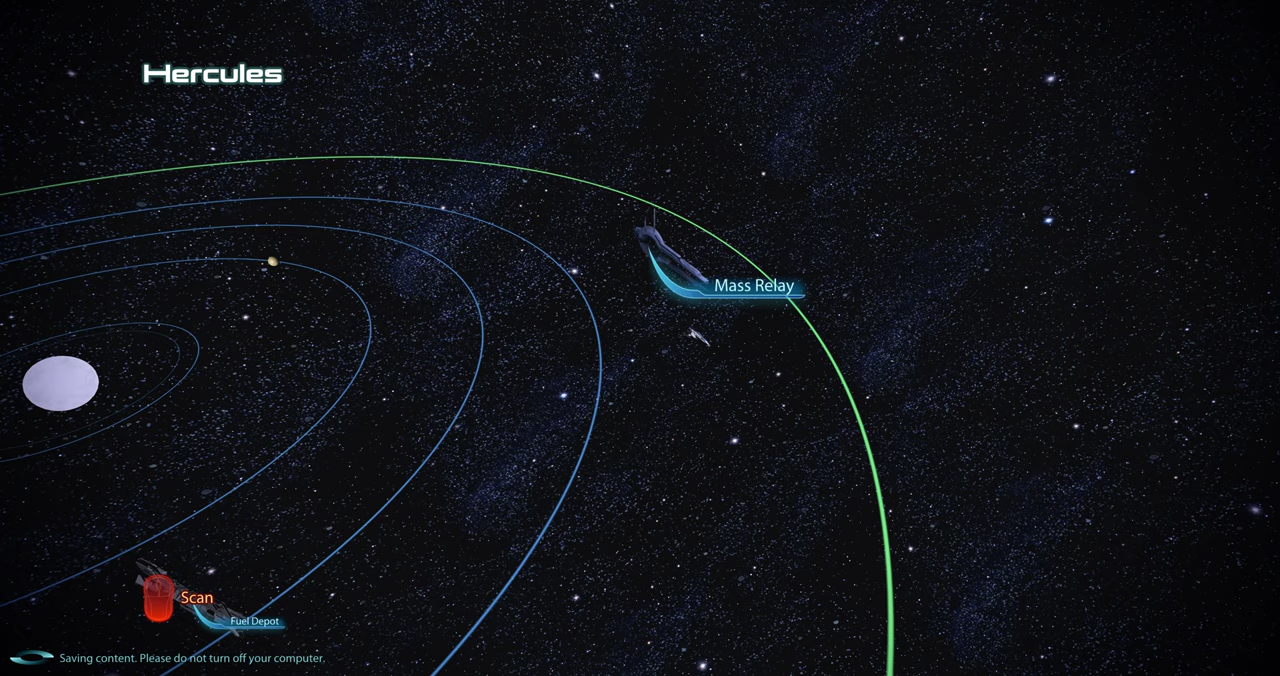 Hercules
Mass Relay
Scan
Fuel Depot
Saving content. Please do not turn off your computer.